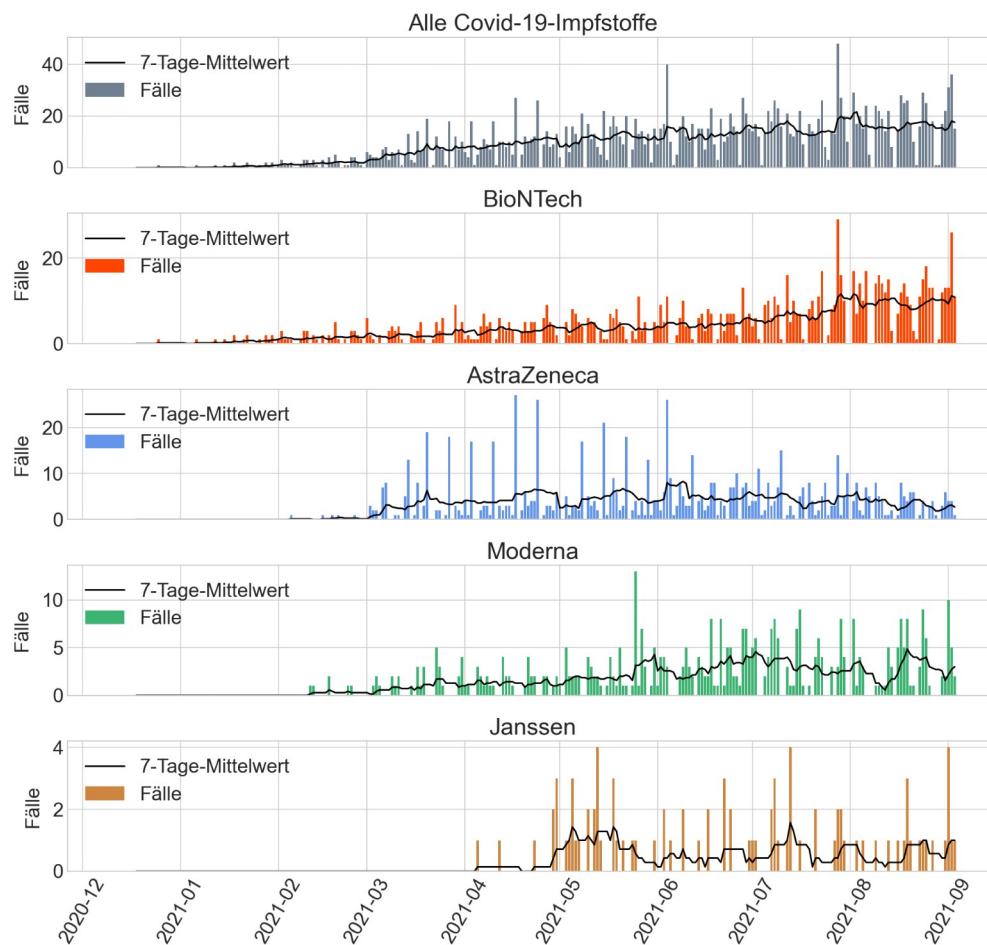 Alle Covid-19-Impfstoffe
40
20
0
Fälle
7-Tage-Mittelwert
Fälle
BioNTech
20
0
Fälle
7-Tage-Mittelwert
Fälle
AstraZeneca
20
10
0
Fälle
7-Tage-Mittelwert
Fälle
Moderna
10
5
0
Fälle
7-Tage-Mittelwert
Fälle
Janssen
4
2
0
Fälle
7-Tage-Mittelwert
Fälle
2020-12
2021-01
2021-02
2021-03
2021-04
2021-05
2021-06
2021-07
2021-08
2021-09